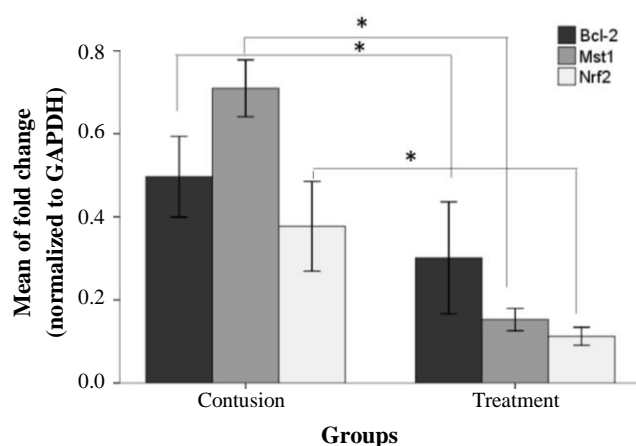 Bcl-2
Mst1
Nrf2
*
*
*
Mean of fold change
(normalized to GAPDH)
0.8
0.6
0.4
0.2
0.0
Contusion
Treatment
Groups